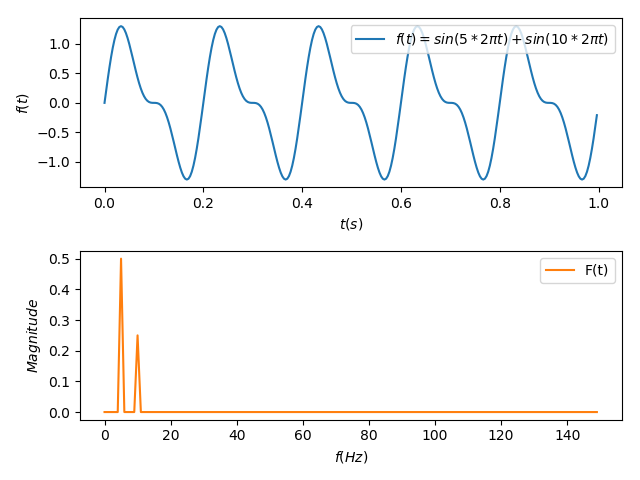 f(t) = sin(5 * 2πt) + sin(10 * 2πt)
1.0
0.5
0.0
−0.5
−1.0
f(t)
0.0 0.2 0.4 0.6 0.8 1.0
t(s)
F(t)
0.5
0.4
0.3
0.2
0.1
0.0
Magnitude
0 20 40 60 80 100 120 140
f(Hz)